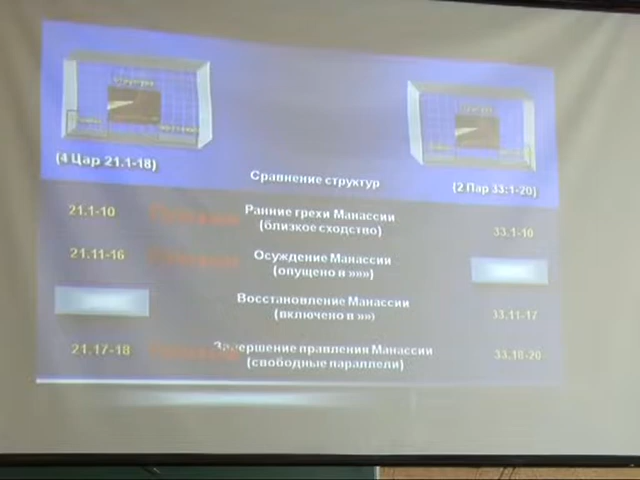 (4 Цар 21.1-18)
Сравнение структур
(2 Пар 33:1-20)
21.1-10
Ранние грехи Манассии
(близкое сходство)
33.1-10
21.11-16
Осуждение Манассии
(опущено в »»»)
Восстановление Манассии
(включено в »»)
33.11-17
21.17-18
Завершение правления Манассии
(свободные параллели)
33.18-20